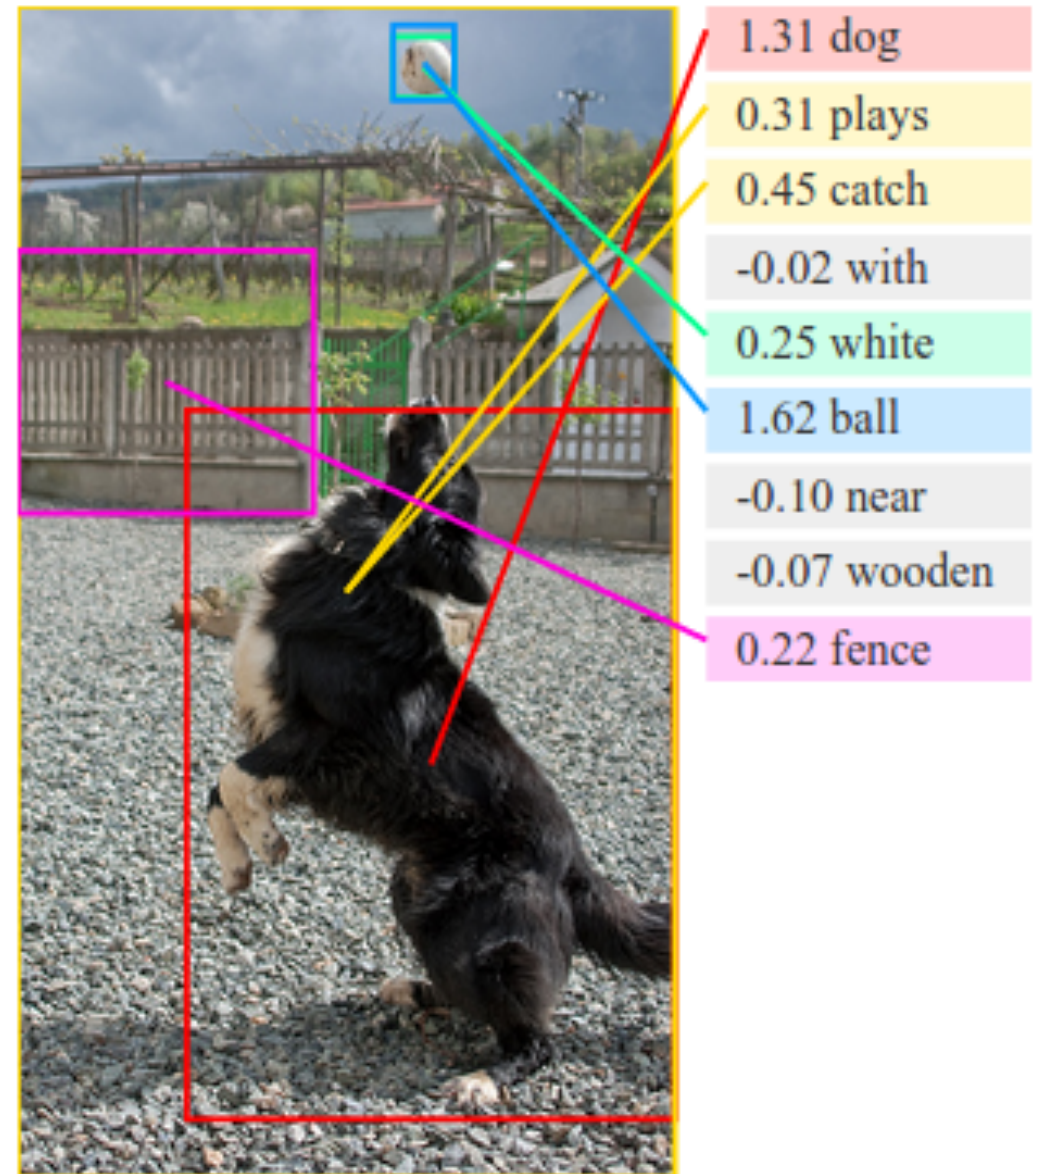 1.31 dog
0.31 plays
0.45 catch
-0.02 with
0.25 white
1.62 ball
-0.10 near
-0.07 wooden
0.22 fence